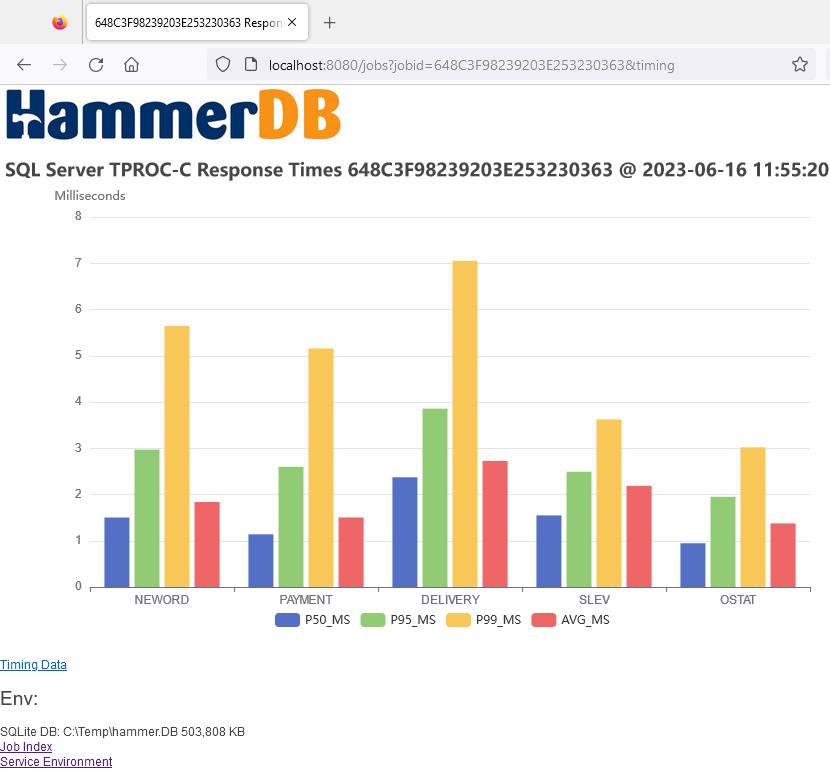 648C3F98239203E253230363 Respon
localhost:8080/jobs?jobid=648C3F98239203E253230363&timing
HammerDB
SQL Server TPROC-C Response Times 648C3F98239203E253230363 @ 2023-06-16 11:55:20
Milliseconds
8
7
6
5
4
3
2
1
0
NEWORD PAYMENT DELIVERY SLEV OSTAT
P50_MS P95_MS P99_MS AVG_MS
Timing Data
Env:
SQLite DB: C:\Temp\hammer.DB 503,808 KB
Job Index
Service Environment